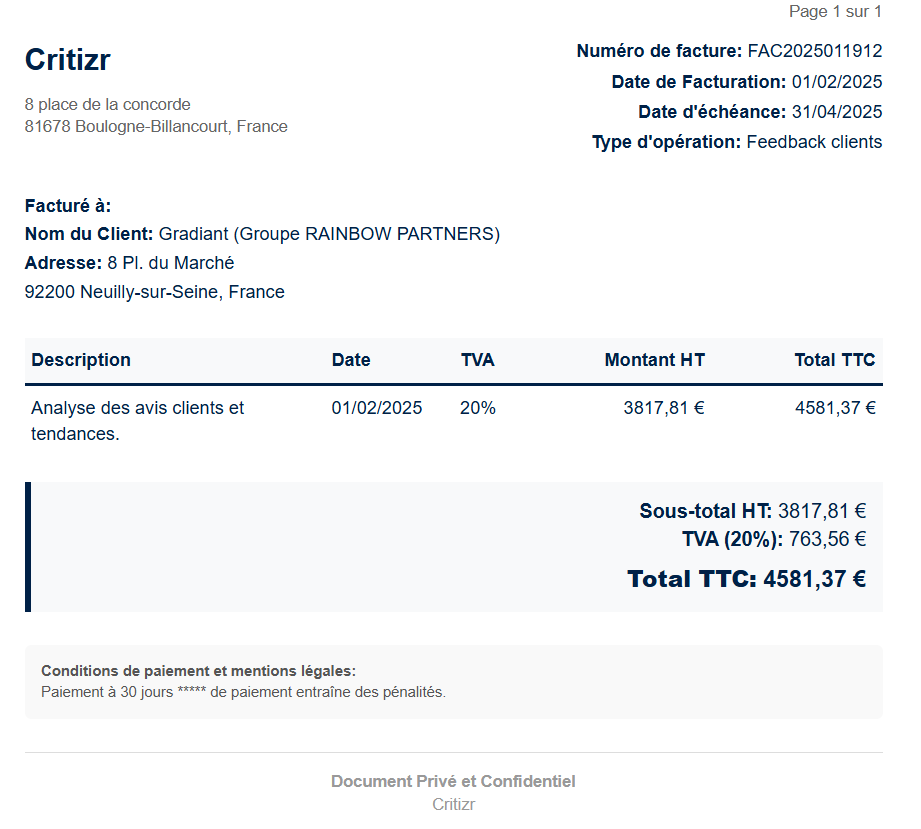 Page 1 sur 1
Critizr
8 place de la concorde
81678 Boulogne-Billancourt, France
Numéro de facture: FAC2025011912
Date de Facturation: 01/02/2025
Date d'échéance: 31/04/2025
Type d'opération: Feedback clients
Facturé à:
Nom du Client: Gradiant (Groupe RAINBOW PARTNERS)
Adresse: 8 Pl. du Marché
92200 Neuilly-sur-Seine, France
Description Date TVA Montant HT Total TTC
Analyse des avis clients et 01/02/2025 20% 3817,81 € 4581,37 €
tendances.
Sous-total HT: 3817,81 €
TVA (20%): 763,56 €
Total TTC: 4581,37 €
Conditions de paiement et mentions légales:
Paiement à 30 jours ***** de paiement entraîne des pénalités.
Document Privé et Confidentiel
Critizr